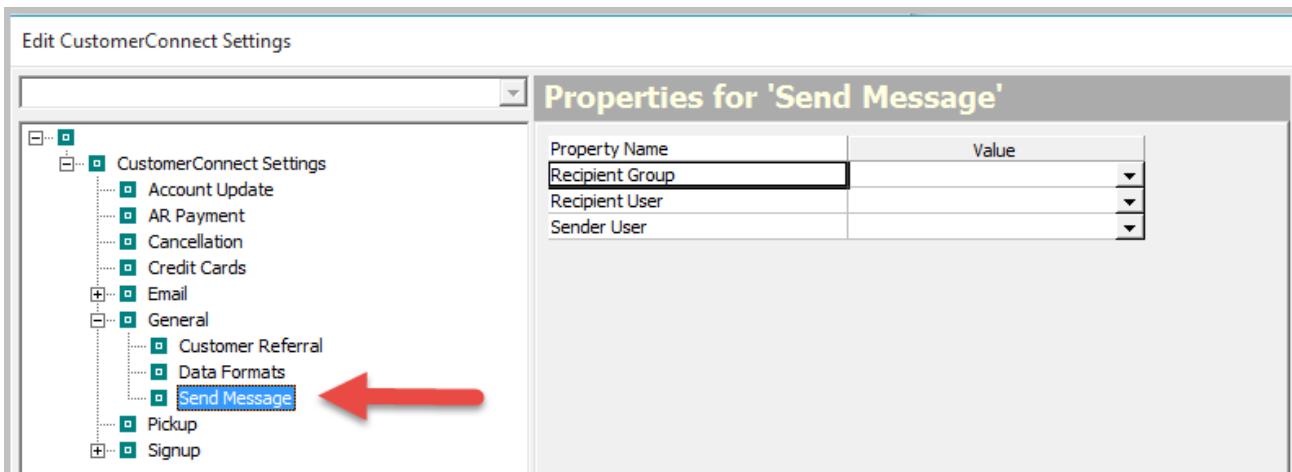 Edit CustomerConnect Settings
Properties for 'Send Message'
CustomerConnect Settings
Account Update
AR Payment
Cancellation
Credit Cards
Email
General
Customer Referral
Data Formats
Send Message
Pickup
Signup
Property Name Value
Recipient Group
Recipient User
Sender User